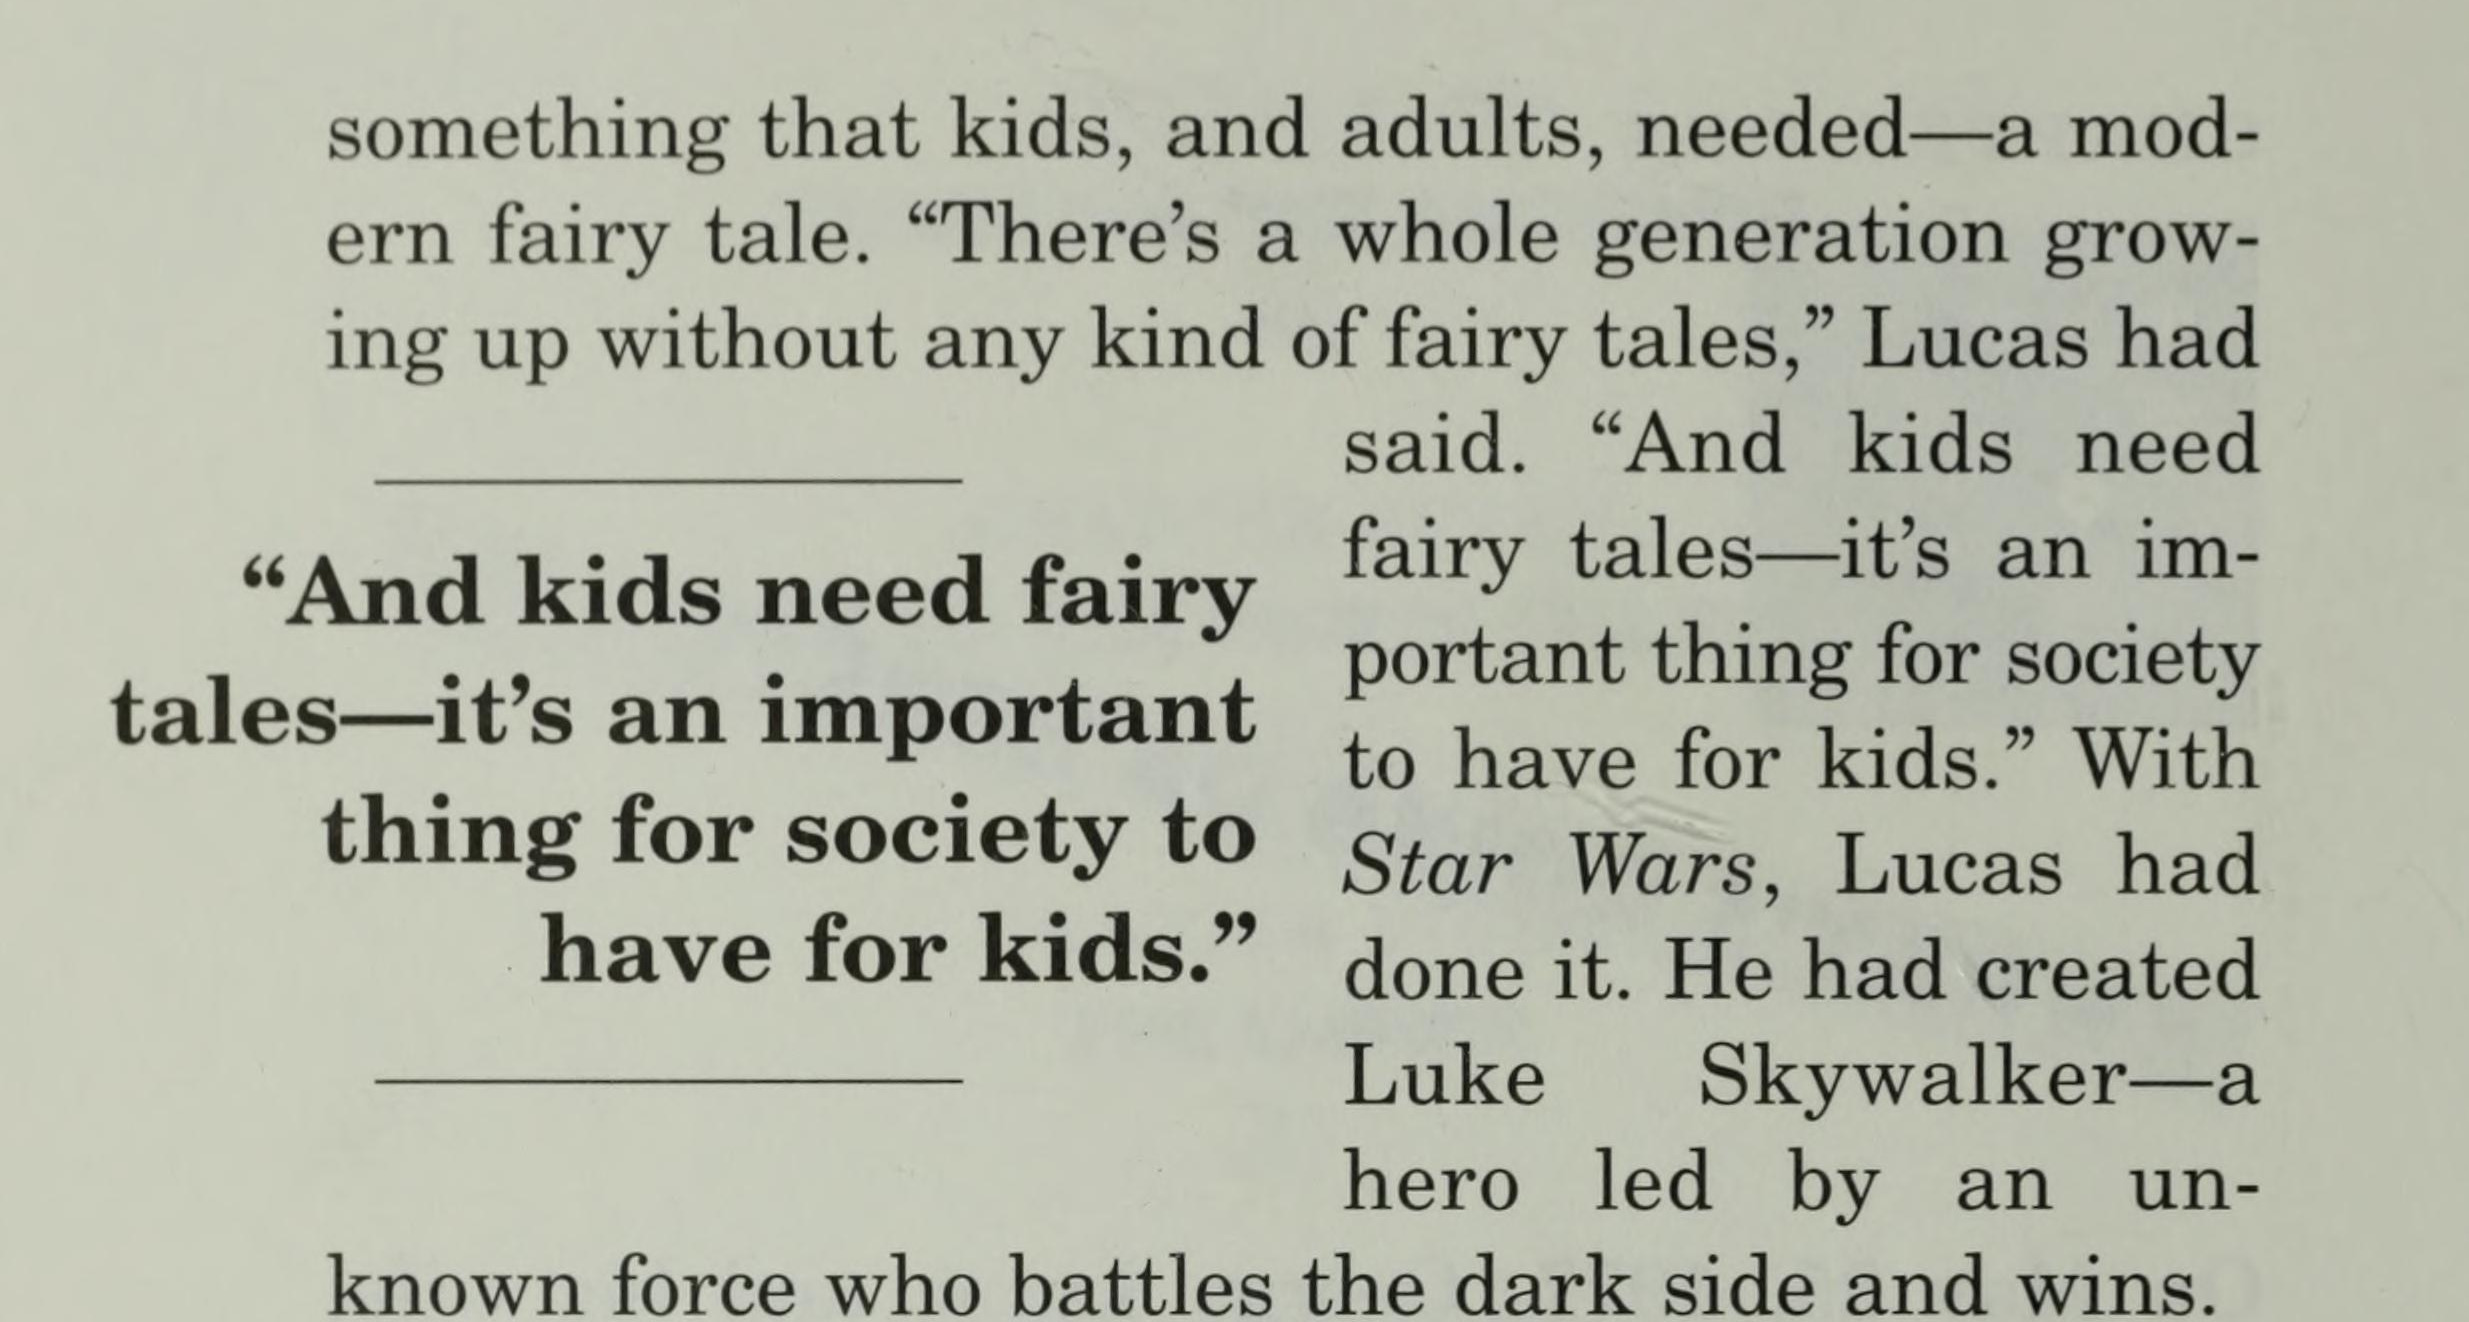 something that kids, and adults, needed—a mod-
ern fairy tale. “There’s a whole generation grow-
ing up without any kind of fairy tales,” Lucas had
said. “And kids need
fairy tales—it’s an im-
portant thing for society
to have for kids.” With
Star Wars, Lucas had
done it. He had created
Luke Skywalker—a
hero led by an un-
known force who battles the dark side and wins.
“And kids need fairy
tales—it’s an important
thing for society to
have for kids.”